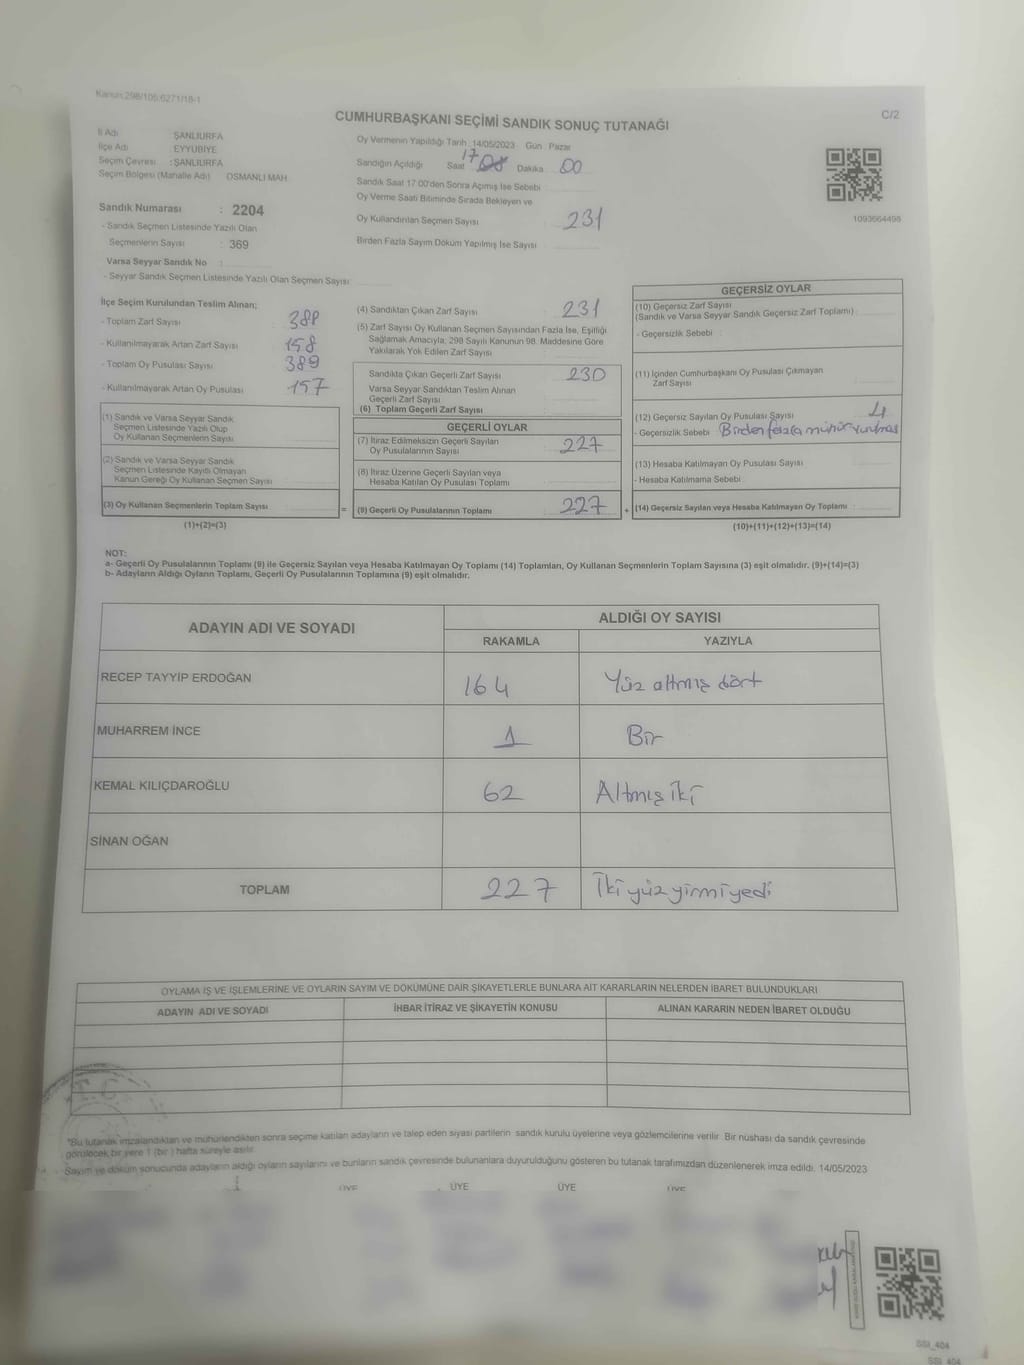 Kanun:298/105;6271/18-1
C/2
CUMHURBAŞKANI SEÇİMİ SANDIK SONUÇ TUTANAĞI
İl Adı : ŞANLIURFA
İlçe Adı : EYYUBİYE
Seçim Çevresi : ŞANLIURFA
Seçim Bölgesi (Mahalle Adı) : OSMANLI MAH.
Sandık Numarası : 2204
- Sandık Seçmen Listesinde Yazılı Olan
Seçmenlerin Sayısı : 369
Varsa Seyyar Sandık No :
- Seyyar Sandık Seçmen Listesinde Yazılı Olan Seçmen Sayısı
Oy Vermenin Yapıldığı Tarih : 14/05/2023 Gün : Pazar
Sandığın Açıldığı Saat 17 Dakika 00
Sandık Saat 17:00'den Sonra Açılmış İse Sebebi
Oy Verme Saati Bitiminde Sırada Bekleyen ve
Oy Kullandırılan Seçmen Sayısı 231
Birden Fazla Sayım Döküm Yapılmış İse Sayısı
1093664498
İlçe Seçim Kurulundan Teslim Alınan;
- Toplam Zarf Sayısı 388
- Kullanılmayarak Artan Zarf Sayısı 158
- Toplam Oy Pusulası Sayısı 389
- Kullanılmayarak Artan Oy Pusulası 157
(1) Sandık ve Varsa Seyyar Sandık
Seçmen Listesinde Yazılı Olup
Oy Kullanan Seçmenlerin Sayısı
(2) Sandık ve Varsa Seyyar Sandık
Seçmen Listesinde Kayıtlı Olmayan
Kanun Gereği Oy Kullanan Seçmen Sayısı
(3) Oy Kullanan Seçmenlerin Toplam Sayısı =
(1)+(2)=(3)
(4) Sandıktan Çıkan Zarf Sayısı 231
(5) Zarf Sayısı Oy Kullanan Seçmen Sayısından Fazla İse, Eşitliği
Sağlamak Amacıyla, 298 Sayılı Kanunun 98. Maddesine Göre
Yakılarak Yok Edilen Zarf Sayısı
Sandıkta Çıkan Geçerli Zarf Sayısı 230
Varsa Seyyar Sandıktan Teslim Alınan
Geçerli Zarf Sayısı
(6) Toplam Geçerli Zarf Sayısı
GEÇERLİ OYLAR
(7) İtiraz Edilmeksizin Geçerli Sayılan
Oy Pusulalarının Sayısı 227
(8) İtiraz Üzerine Geçerli Sayılan veya
Hesaba Katılan Oy Pusulası Toplamı
(9) Geçerli Oy Pusulalarının Toplamı 227 +
GEÇERSİZ OYLAR
(10) Geçersiz Zarf Sayısı
(Sandık ve Varsa Seyyar Sandık Geçersiz Zarf Toplamı)
- Geçersizlik Sebebi :
(11) İçinden Cumhurbaşkanı Oy Pusulası Çıkmayan
Zarf Sayısı
(12) Geçersiz Sayılan Oy Pusulası Sayısı 4
- Geçersizlik Sebebi : Birden fazla mühür
(13) Hesaba Katılmayan Oy Pusulası Sayısı
- Hesaba Katılmama Sebebi
(14) Geçersiz Sayılan veya Hesaba Katılmayan Oy Toplamı :
(10)+(11)+(12)+(13)=(14)
NOT:
a- Geçerli Oy Pusulalarının Toplamı (9) ile Geçersiz Sayılan veya Hesaba Katılmayan Oy Toplamı (14) Toplamları, Oy Kullanan Seçmenlerin Toplam Sayısına (3) eşit olmalıdır. (9)+(14)=(3)
b- Adayların Aldığı Oyların Toplamı, Geçerli Oy Pusulalarının Toplamına (9) eşit olmalıdır.
ADAYIN ADI VE SOYADI ALDIĞI OY SAYISI
RAKAMLA YAZIYLA
RECEP TAYYİP ERDOĞAN 164 Yüz altmış dört
MUHARREM İNCE 1 Bir
KEMAL KILIÇDAROĞLU 62 Altmış iki
SİNAN OĞAN
TOPLAM 227 İki yüz yirmi yedi
OYLAMA İŞ VE İŞLEMLERİNE VE OYLARIN SAYIM VE DÖKÜMÜNE DAİR ŞİKAYETLERLE BUNLARA AİT KARARLARIN NELERDEN İBARET BULUNDUKLARI
ADAYIN ADI VE SOYADI İHBAR İTİRAZ VE ŞİKAYETİN KONUSU ALINAN KARARIN NEDEN İBARET OLDUĞU
*Bu tutanak imzalandıktan ve mühürlendikten sonra seçime katılan adayların ve talep eden siyasi partilerin sandık kurulu üyelerine veya gözlemcilerine verilir. Bir nüshası da sandık çevresinde
görülecek bir yere 1 (bir) hafta süreyle asılır.
Sayım ve döküm sonucunda adayların aldığı oyların sayılarını ve bunların sandık çevresinde bulunanlara duyurulduğunu gösteren bu tutanak tarafımızdan düzenlenerek imza edildi. 14/05/2023
ÜYE ÜYE ÜYE ÜYE
SSI_404
SSI_404